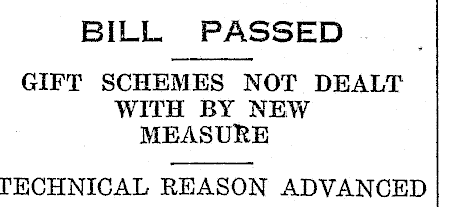 BILL PASSED
GIFT SCHEMES NOT DEALT
WITH BY NEW
MEASURE
TECHNICAL REASON ADVANCED